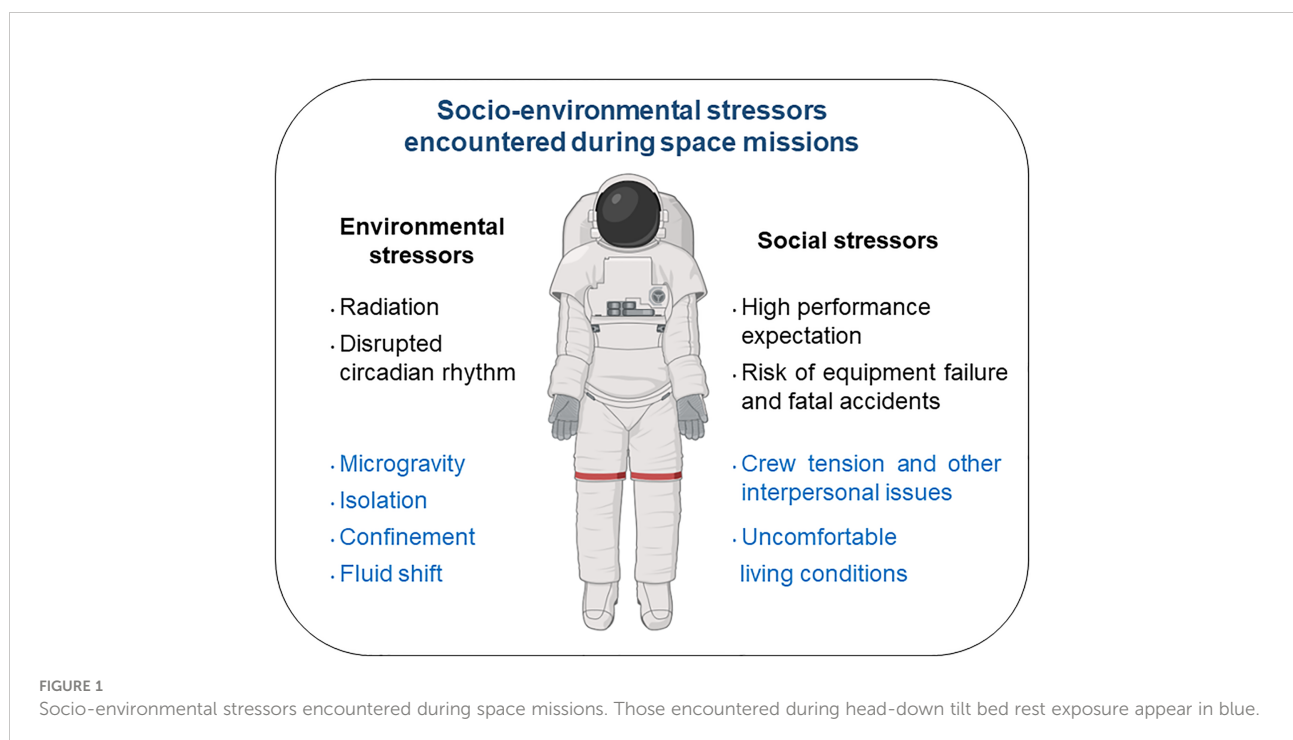 Socio-environmental stressors
encountered during space missions
Environmental
stressors
· Radiation
· Disrupted
circadian rhythm
· Microgravity
· Isolation
· Confinement
· Fluid shift
Social stressors
· High performance
expectation
· Risk of equipment failure
and fatal accidents
· Crew tension and other
interpersonal issues
· Uncomfortable
living conditions
FIGURE 1
Socio-environmental stressors encountered during space missions. Those encountered during head-down tilt bed rest exposure appear in blue.